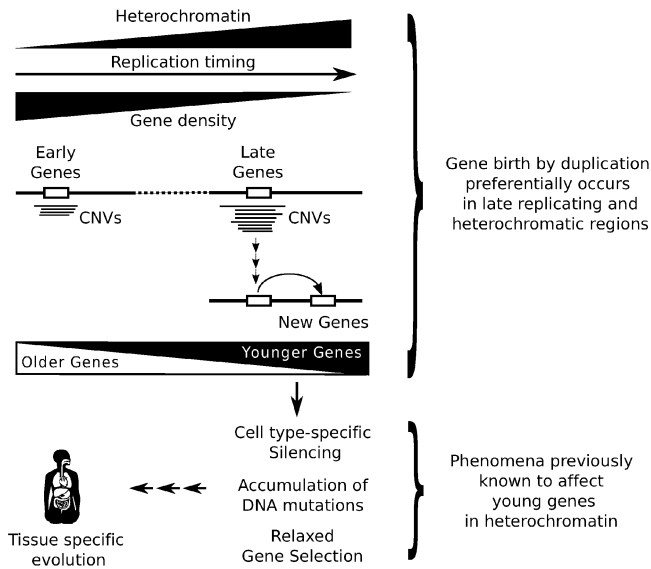 Heterochromatin
Replication timing
Gene density
Early
Genes
Late
Genes
CNVs
CNVs
New Genes
Older Genes
Younger Genes
Gene birth by duplication
preferentially occurs
in late replicating and
heterochromatic regions
Cell type-specific
Silencing
Accumulation of
DNA mutations
Relaxed
Gene Selection
Tissue specific
evolution
Phenomena previously
known to affect
young genes
in heterochromatin